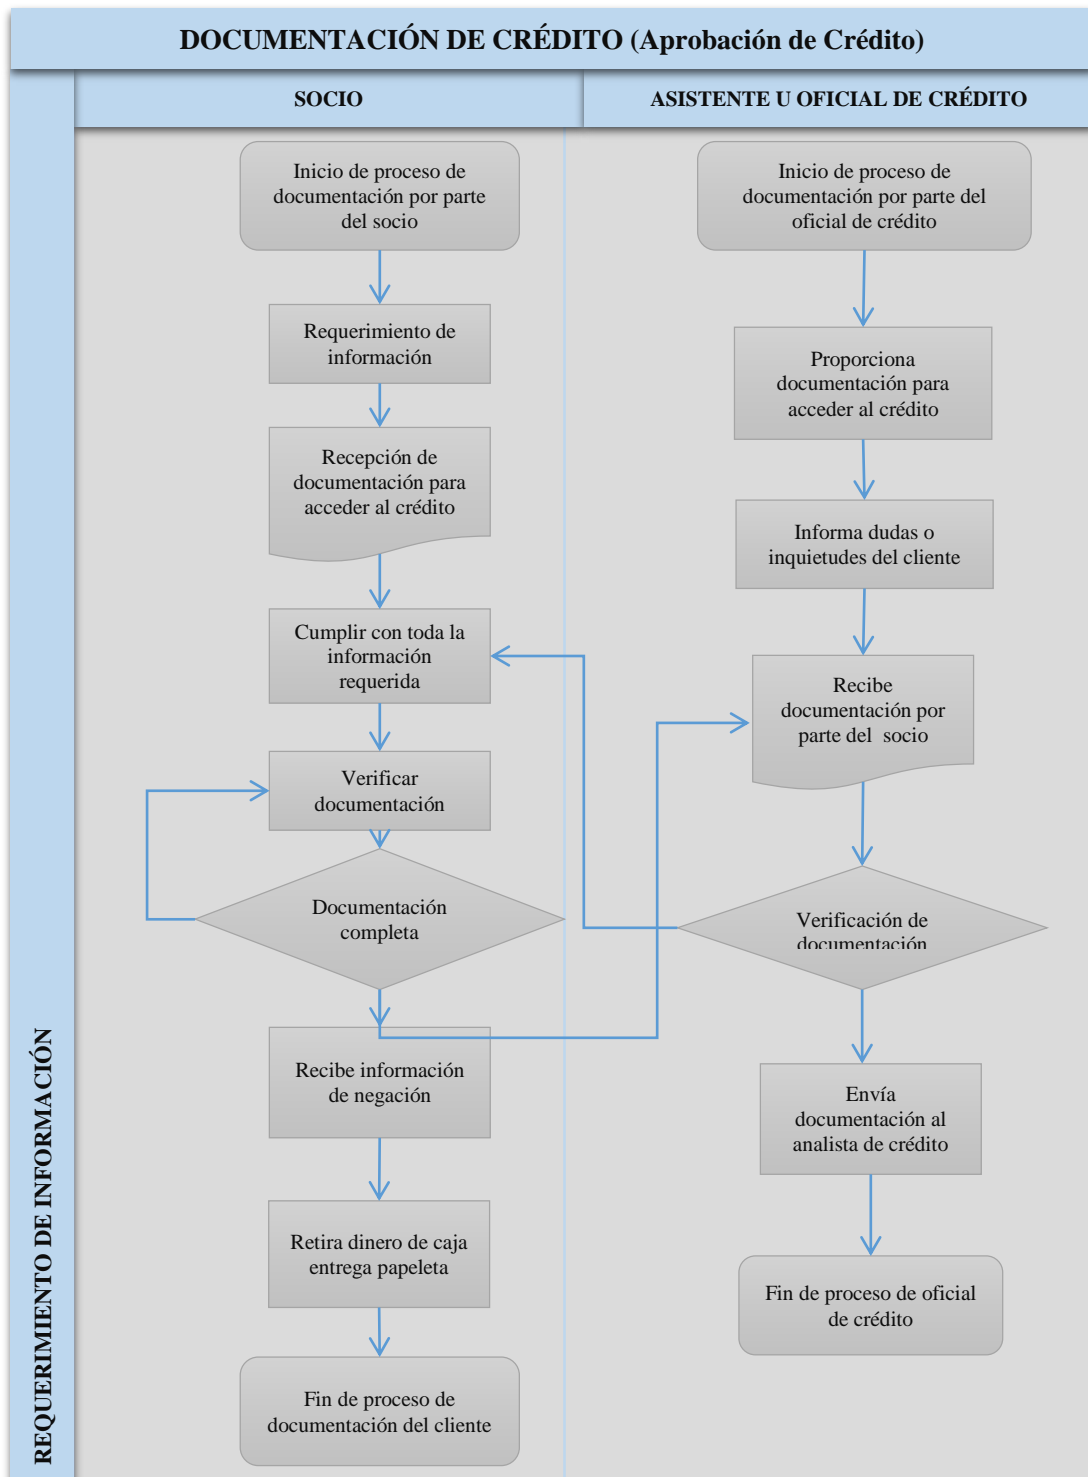 DOCUMENTACIÓN DE CRÉDITO (Aprobación de Crédito)
SOCIO
ASISTENTE U OFICIAL DE CRÉDITO
REQUERIMIENTO DE INFORMACIÓN
Inicio de proceso de
documentación por parte
del socio
Requerimiento de
información
Recepción de
documentación para
acceder al crédito
Cumplir con toda la
información
requerida
Verificar
documentación
Documentación
completa
Recibe información
de negación
Retira dinero de caja
entrega papeleta
Fin de proceso de
documentación del cliente
Inicio de proceso de
documentación por parte del
oficial de crédito
Proporciona
documentación para
acceder al crédito
Informa dudas o
inquietudes del cliente
Recibe
documentación por
parte del  socio
Verificación de
documentación
Envía
documentación al
analista de crédito
Fin de proceso de oficial
de crédito